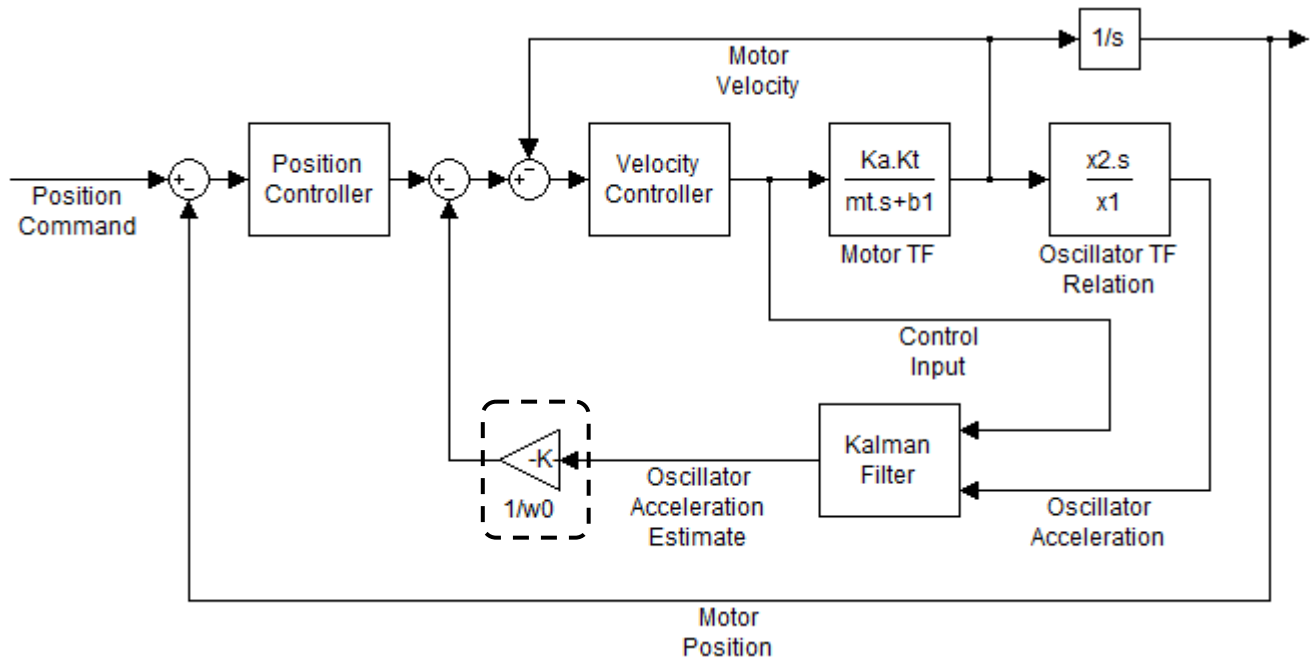 1/s
Motor
Velocity
Position
Controller
Velocity
Controller
Ka.Kt
mt.s+b1
x2.s
x1
Position
Command
Motor TF
Oscillator TF
Relation
Control
Input
-K-
1/w0
Oscillator
Acceleration
Estimate
Kalman
Filter
Oscillator
Acceleration
Motor
Position